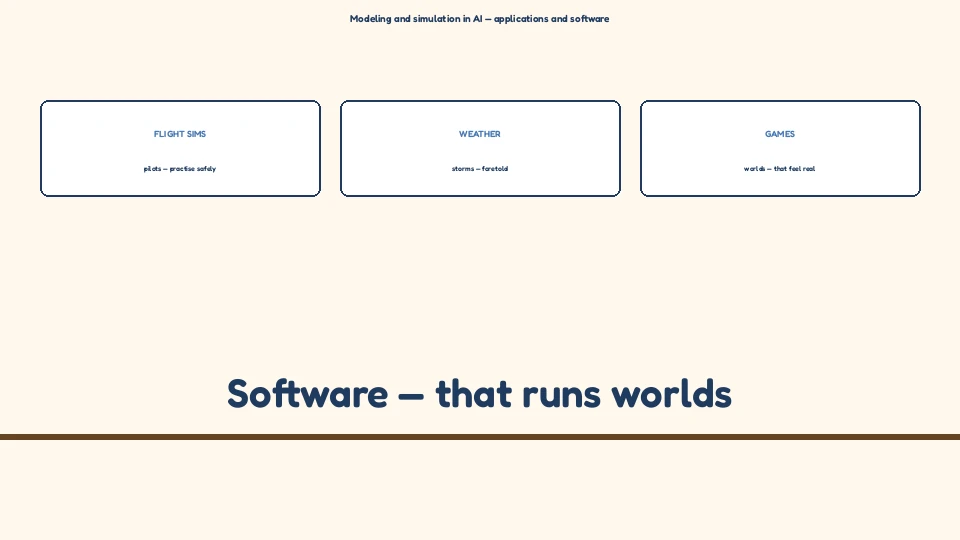 Modeling and simulation in AI — applications and software
FLIGHT SIMS
pilots — practise safely
WEATHER
storms — foretold
GAMES
worlds — that feel real
Software — that runs worlds